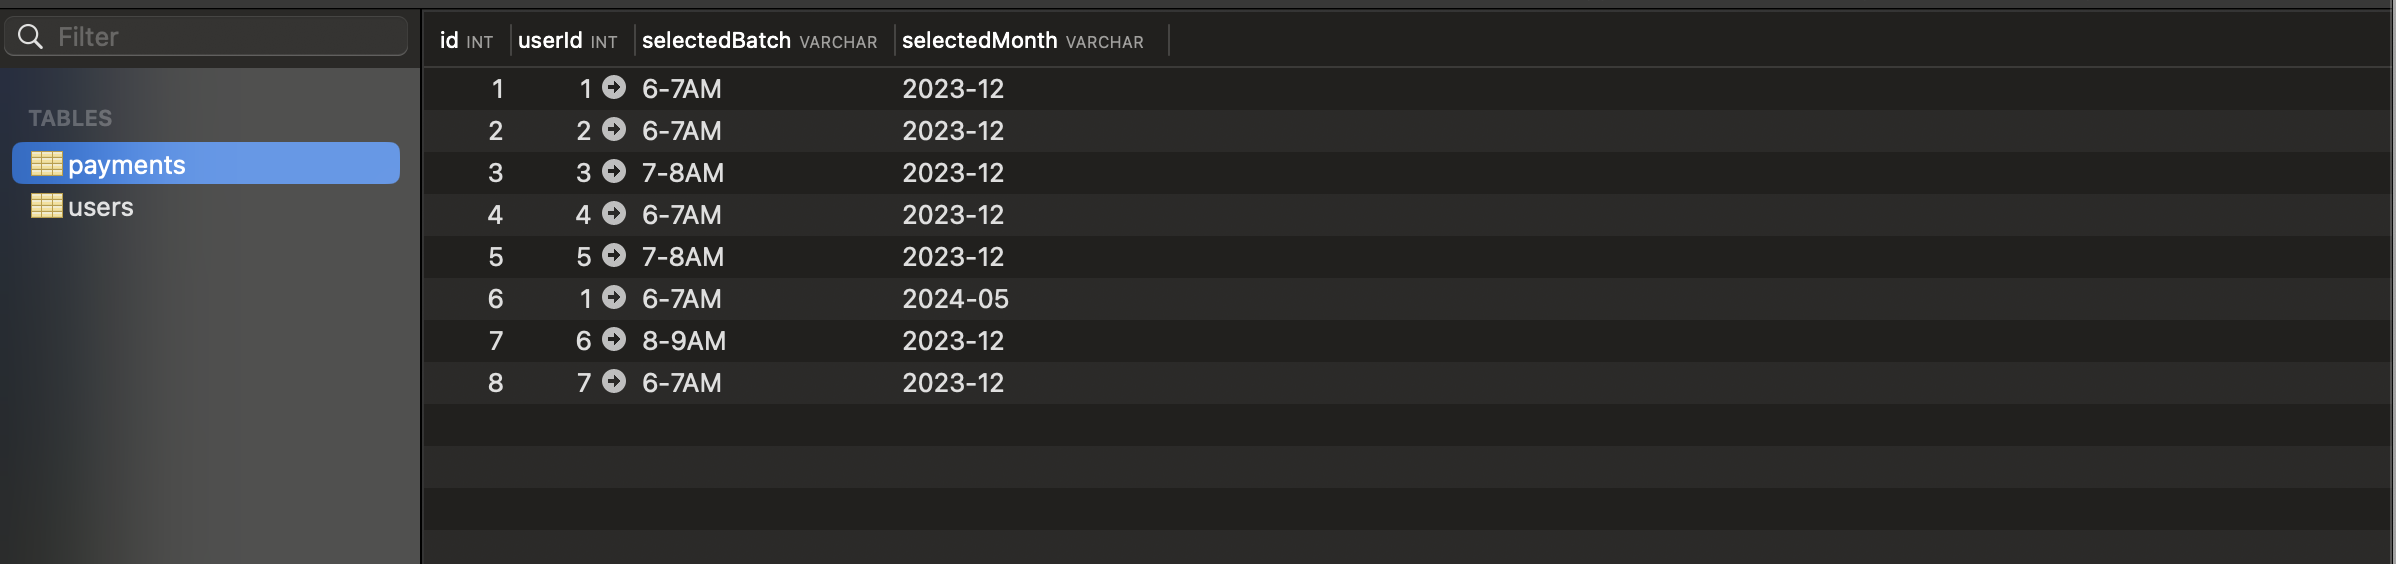 Filter
TABLES
payments
users
id INT userId INT selectedBatch VARCHAR selectedMonth VARCHAR
1 1 6-7AM 2023-12
2 2 6-7AM 2023-12
3 3 7-8AM 2023-12
4 4 6-7AM 2023-12
5 5 7-8AM 2023-12
6 1 6-7AM 2024-05
7 6 8-9AM 2023-12
8 7 6-7AM 2023-12